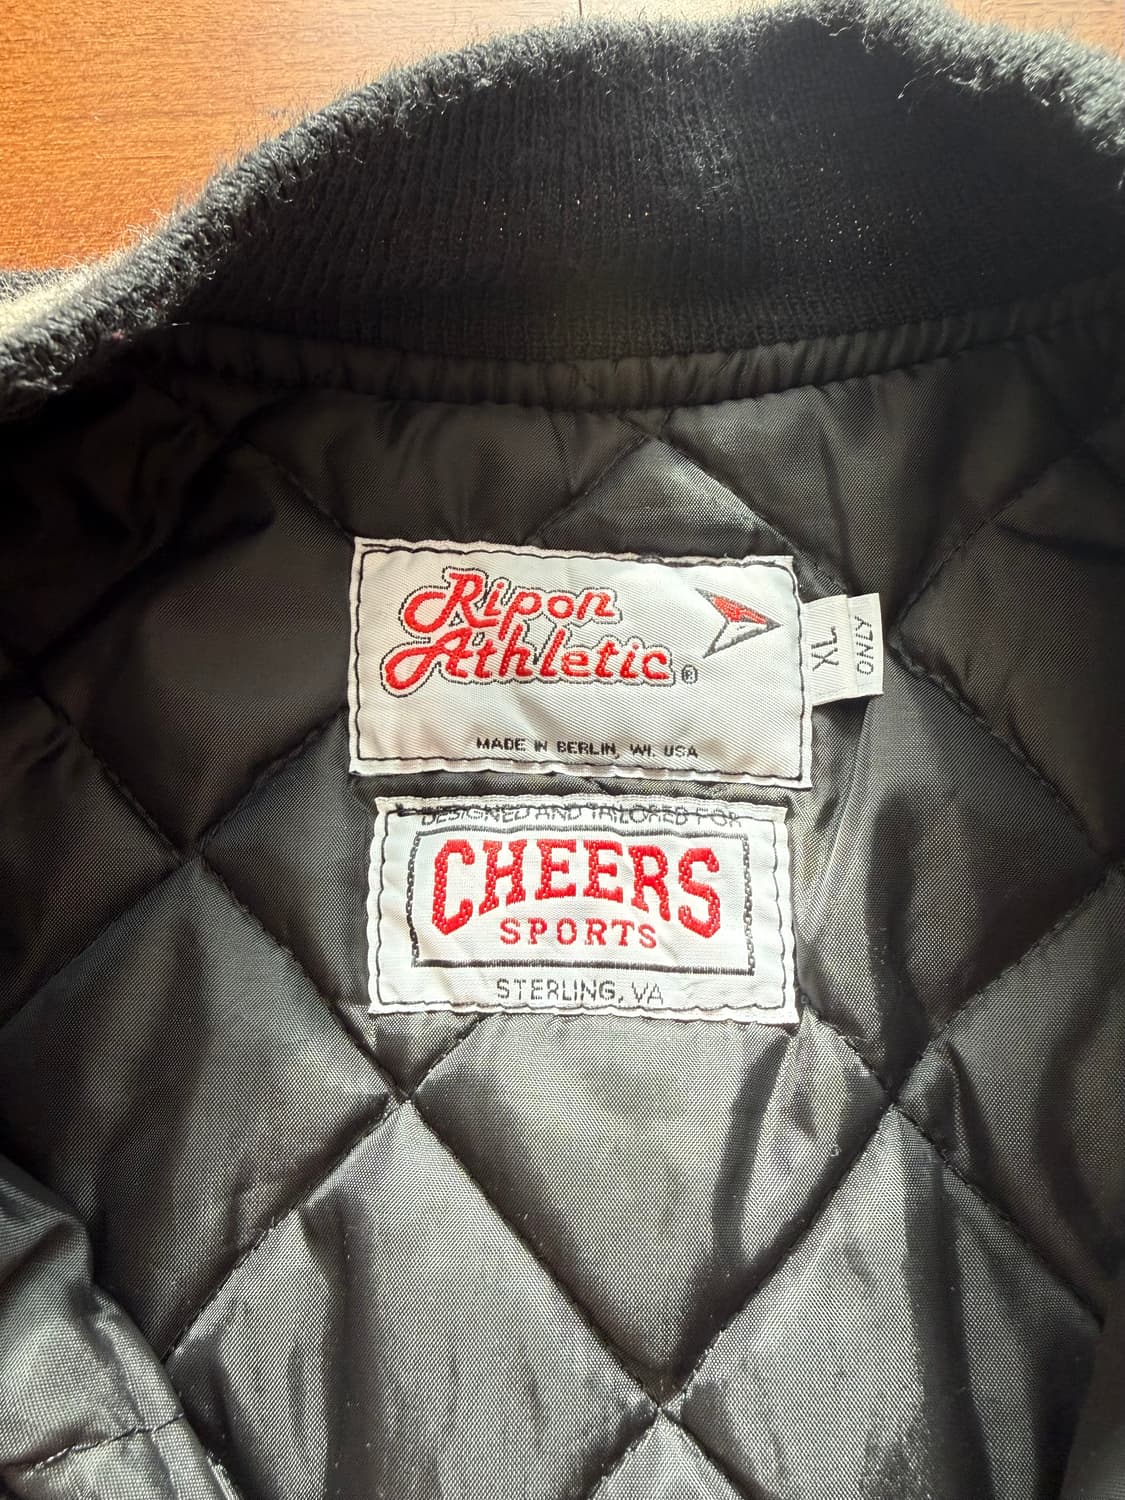 Ripon
Athletic®
MADE IN BERLIN, WI. USA
XL
ONLY
DESIGNED AND TAILORED FOR
CHEERS
SPORTS
STERLING, VA